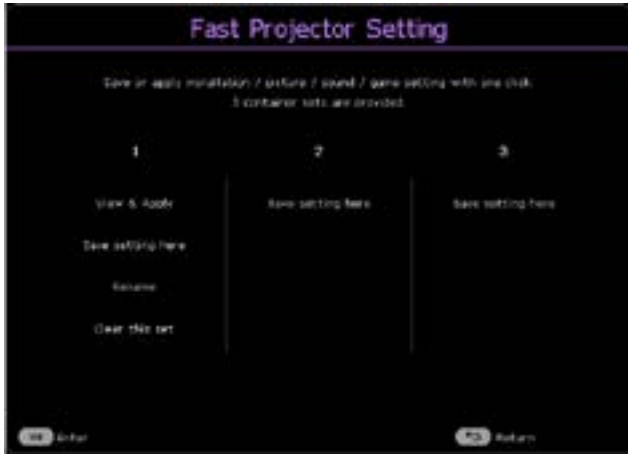 Fast Projector Setting
Save or apply installation / picture / sound / game setting with one click.
3 container sets are provided.
1
2
3
View & Apply
Save setting here
Save setting here
Save setting here
Rename
Clear this set
Enter
Return